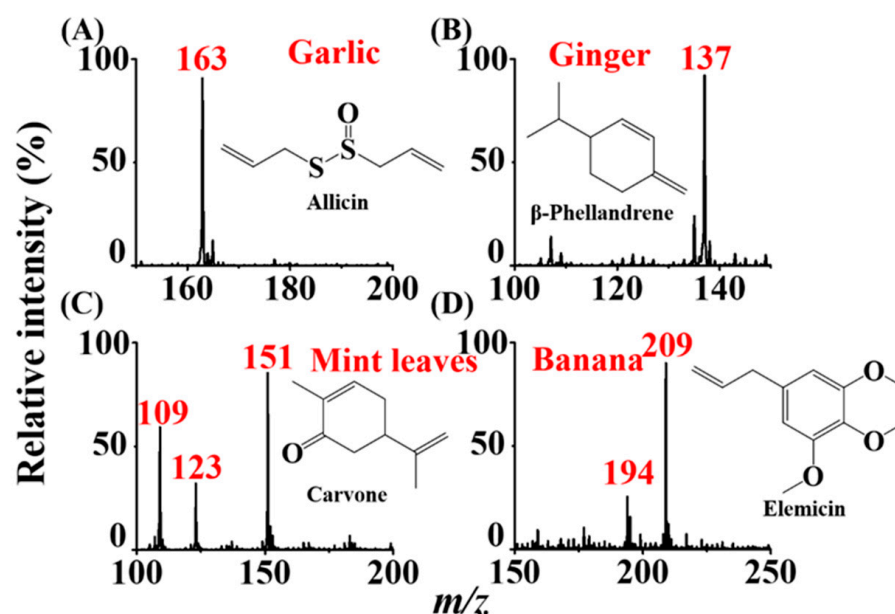 Relative intensity (%)
(A)
Garlic
163
100
50
0
160
180
200
O
S
S
Allicin
(B)
Ginger
137
100
50
0
100
120
140
β-Phellandrene
(C)
Mint leaves
109
123
151
100
50
0
100
150
200
O
Carvone
(D)
Banana
194
209
100
50
0
150
200
250
O
O
O
Elemicin
m/z